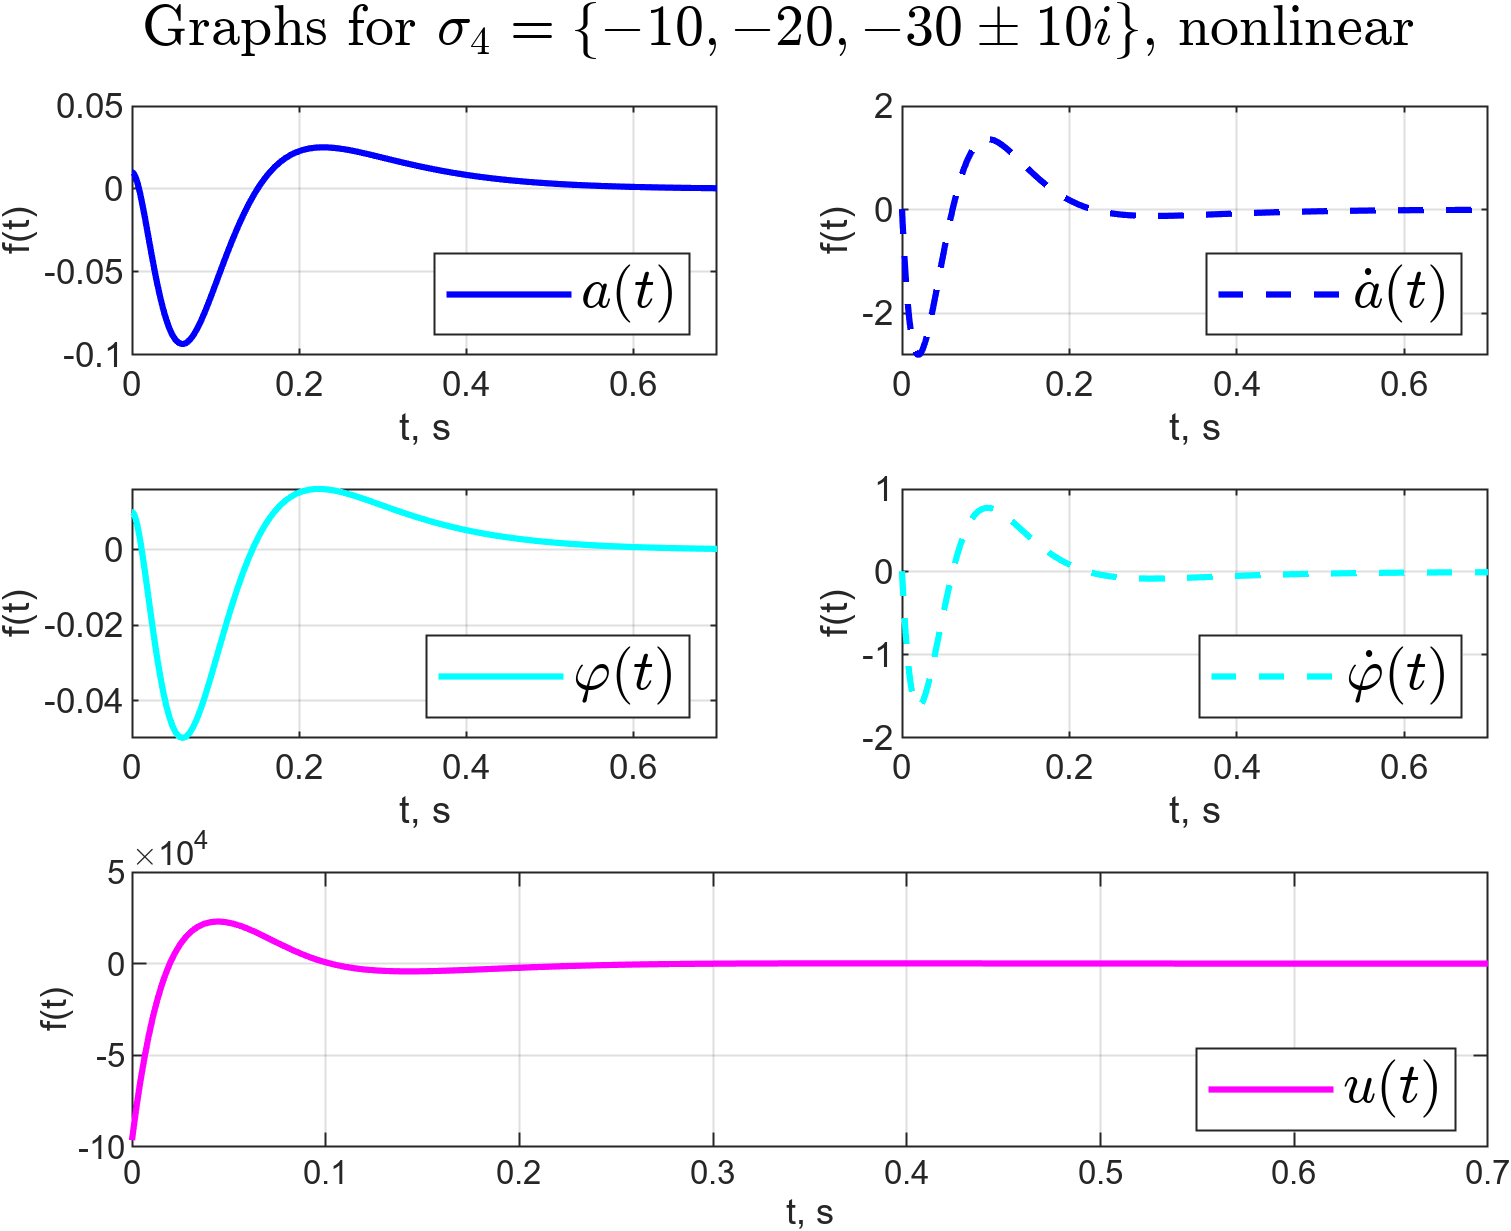 Graphs for σ₄ = {−10, −20, −30 ± 10i}, nonlinear
0.05
0
-0.05
-0.1
f(t)
a(t)
0 0.2 0.4 0.6
t, s
2
0
-2
f(t)
ȧ(t)
0 0.2 0.4 0.6
t, s
0
-0.02
-0.04
f(t)
φ(t)
0 0.2 0.4 0.6
t, s
1
0
-1
-2
f(t)
φ̇(t)
0 0.2 0.4 0.6
t, s
×10⁴
5
0
-5
-10
f(t)
u(t)
0 0.1 0.2 0.3 0.4 0.5 0.6 0.7
t, s